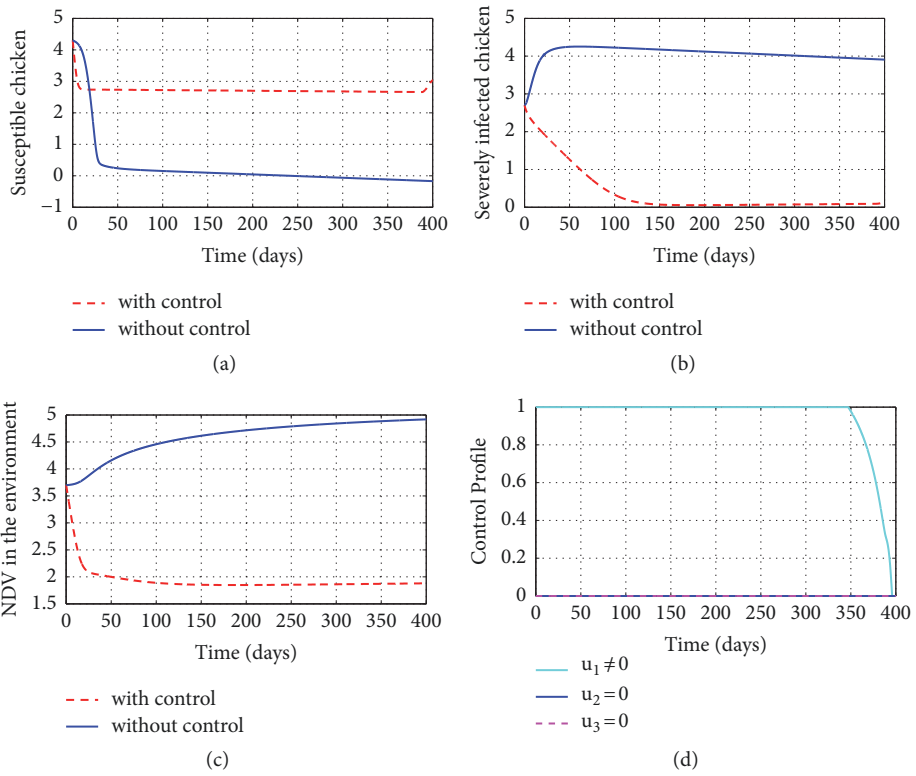 5
4
3
2
1
0
−1
Susceptible chicken
0 50 100 150 200 250 300 350 400
Time (days)
with control
without control
(a)
5
4
3
2
1
0
Severely infected chicken
0 50 100 150 200 250 300 350 400
Time (days)
with control
without control
(b)
5
4.5
4
3.5
3
2.5
2
1.5
NDV in the environment
0 50 100 150 200 250 300 350 400
Time (days)
with control
without control
(c)
1
0.8
0.6
0.4
0.2
0
Control Profile
0 50 100 150 200 250 300 350 400
Time (days)
u₁≠0
u₂=0
u₃=0
(d)